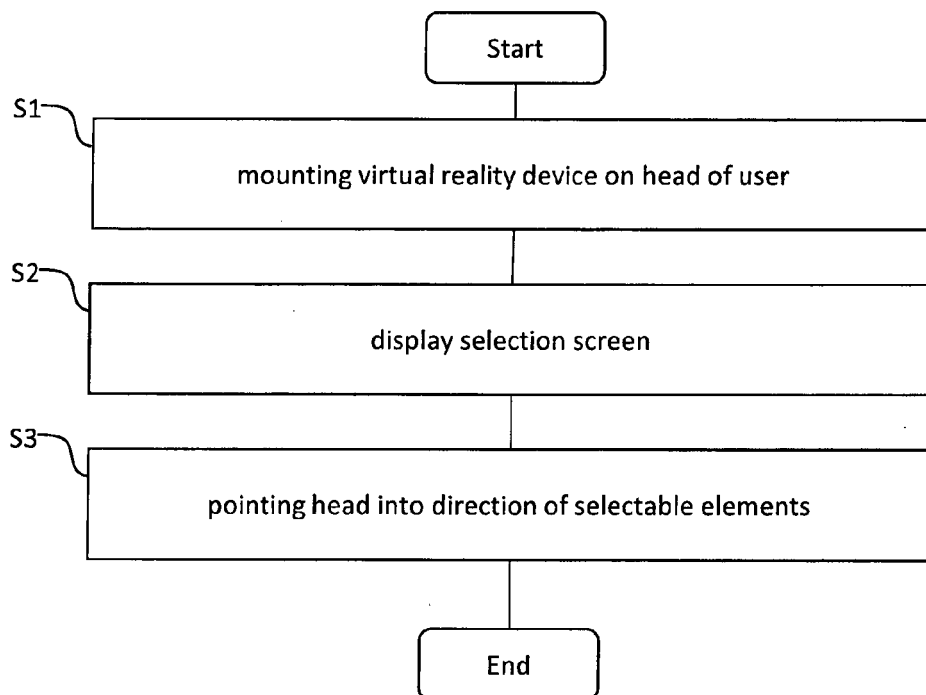 Start
S1
mounting virtual reality device on head of user
S2
display selection screen
S3
pointing head into direction of selectable elements
End